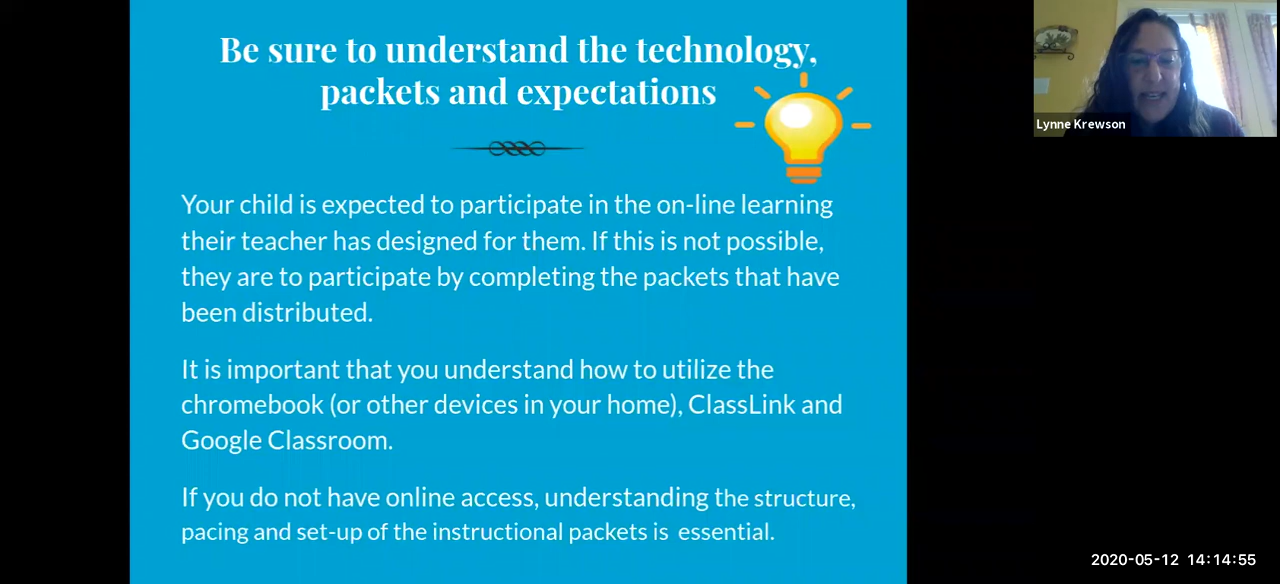 Be sure to understand the technology,
packets and expectations
Your child is expected to participate in the on-line learning
their teacher has designed for them. If this is not possible,
they are to participate by completing the packets that have
been distributed.
It is important that you understand how to utilize the
chromebook (or other devices in your home), ClassLink and
Google Classroom.
If you do not have online access, understanding the structure,
pacing and set-up of the instructional packets is essential.
Lynne Krewson
2020-05-12 14:14:55